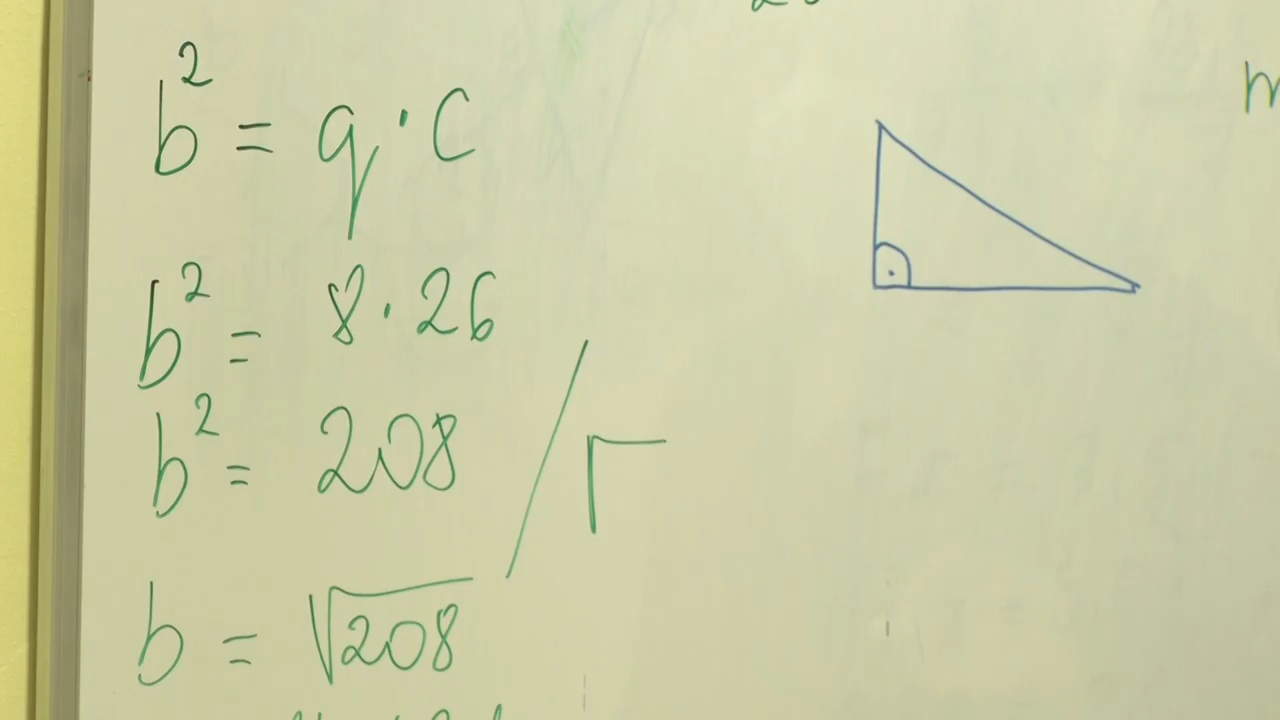 b² = q · c
b² = 8 · 26
b² = 208 / √
b = √208